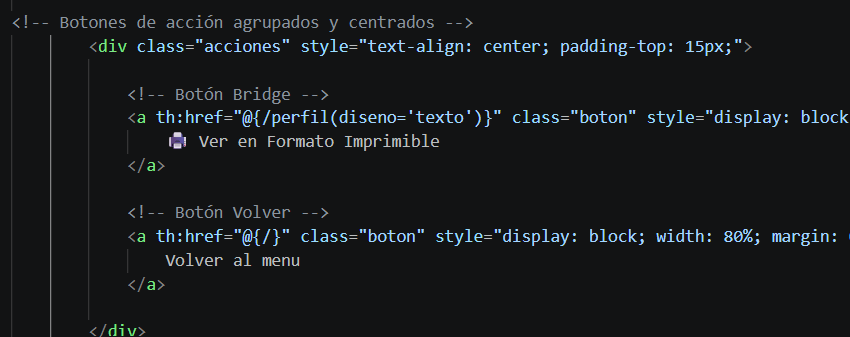 <!-- Botones de acción agrupados y centrados -->
<div class="acciones" style="text-align: center; padding-top: 15px;">
<!-- Botón Bridge -->
<a th:href="@{/perfil(diseno='texto')}" class="boton" style="display: block
🖨️ Ver en Formato Imprimible
</a>
<!-- Botón Volver -->
<a th:href="@{/}" class="boton" style="display: block; width: 80%; margin:
Volver al menu
</a>
</div>